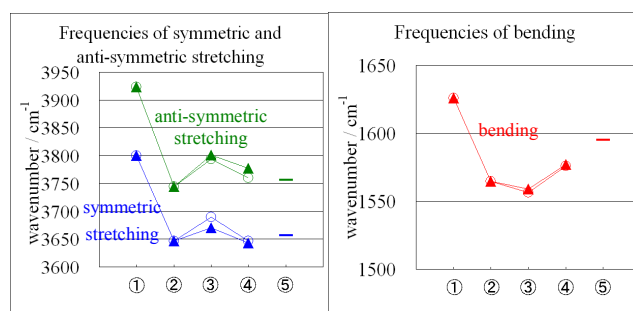 Frequencies of symmetric and
anti-symmetric stretching
wavenumber / cm-1
3950
3900
3850
3800
3750
3700
3650
3600
anti-symmetric
stretching
symmetric
stretching
① ② ③ ④ ⑤
Frequencies of bending
wavenumber / cm-1
1650
1600
1550
1500
bending
① ② ③ ④ ⑤